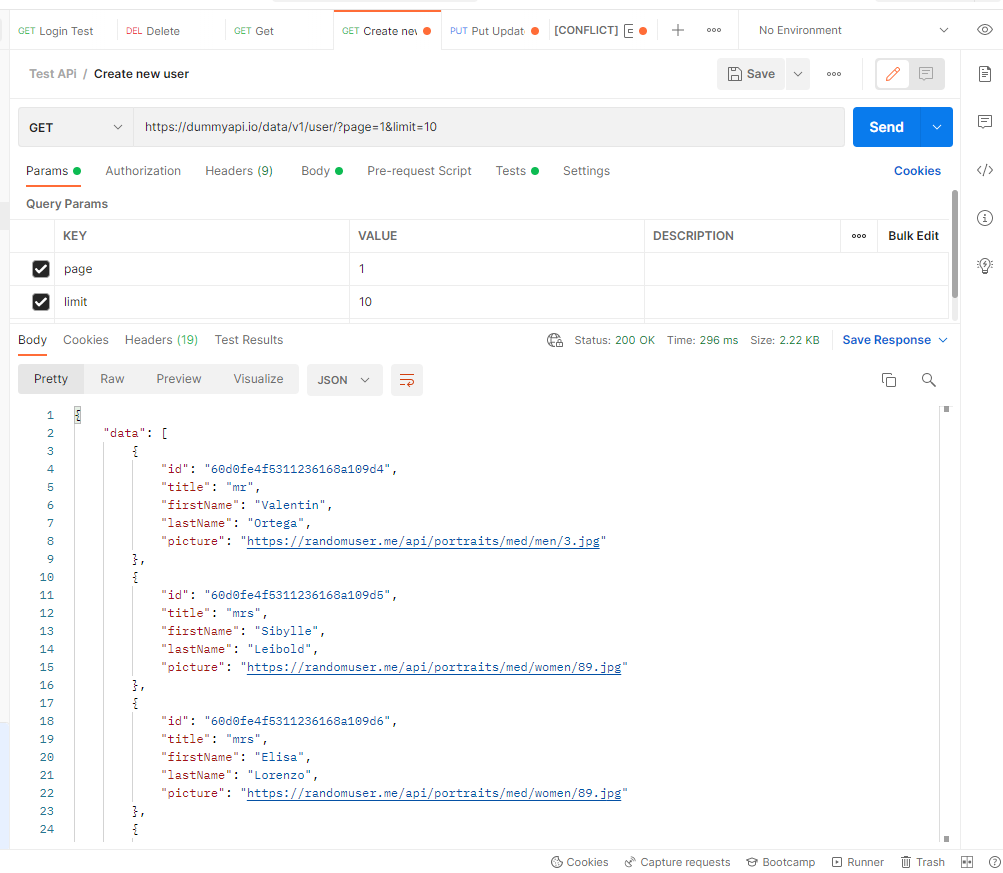 GET Login Test DEL Delete GET Get GET Create nev PUT Put Updat [CONFLICT] No Environment
Test APi / Create new user Save
GET https://dummyapi.io/data/v1/user/?page=1&limit=10 Send
Params Authorization Headers (9) Body Pre-request Script Tests Settings Cookies
Query Params
KEY VALUE DESCRIPTION Bulk Edit
page 1
limit 10
Body Cookies Headers (19) Test Results Status: 200 OK Time: 296 ms Size: 2.22 KB Save Response
Pretty Raw Preview Visualize JSON
1 {
2 "data": [
3 {
4 "id": "60d0fe4f5311236168a109d4",
5 "title": "mr",
6 "firstName": "Valentin",
7 "lastName": "Ortega",
8 "picture": "https://randomuser.me/api/portraits/med/men/3.jpg"
9 },
10 {
11 "id": "60d0fe4f5311236168a109d5",
12 "title": "mrs",
13 "firstName": "Sibylle",
14 "lastName": "Leibold",
15 "picture": "https://randomuser.me/api/portraits/med/women/89.jpg"
16 },
17 {
18 "id": "60d0fe4f5311236168a109d6",
19 "title": "mrs",
20 "firstName": "Elisa",
21 "lastName": "Lorenzo",
22 "picture": "https://randomuser.me/api/portraits/med/women/89.jpg"
23 },
24 {
Cookies Capture requests Bootcamp Runner Trash